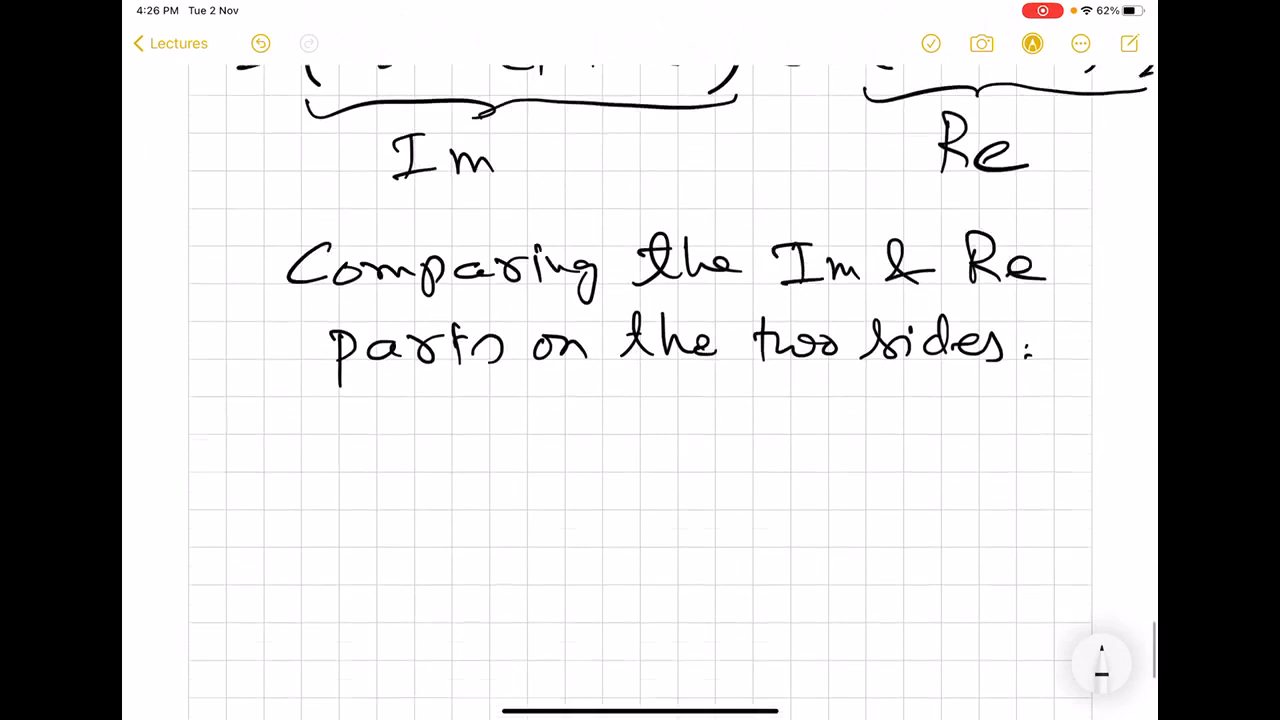 4:26 PM Tue 2 Nov
62%
Lectures
Im
Re
Comparing the Im & Re
parts on the two sides: